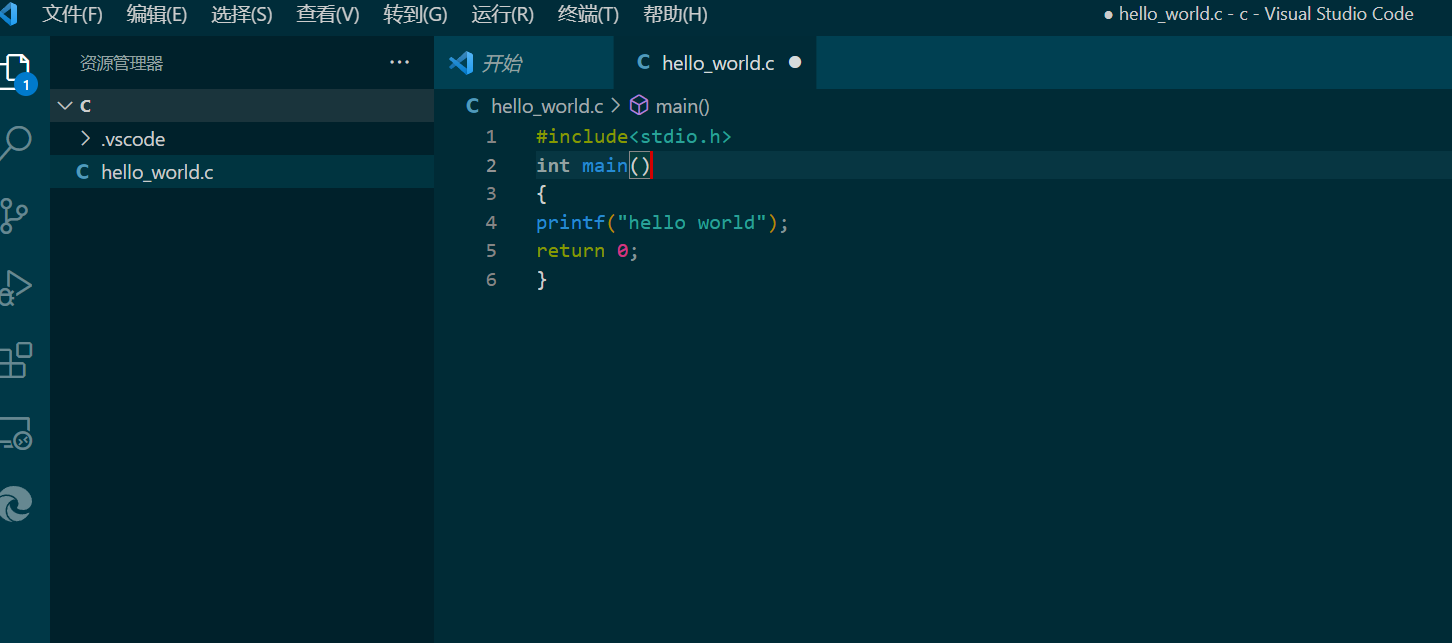 文件(F) 编辑(E) 选择(S) 查看(V) 转到(G) 运行(R) 终端(T) 帮助(H) ● hello_world.c - c - Visual Studio Code
资源管理器 ···
1
C
.vscode
C hello_world.c
开始
C hello_world.c ●
C hello_world.c > main()
1 #include<stdio.h>
2 int main()
3 {
4 printf("hello world");
5 return 0;
6 }